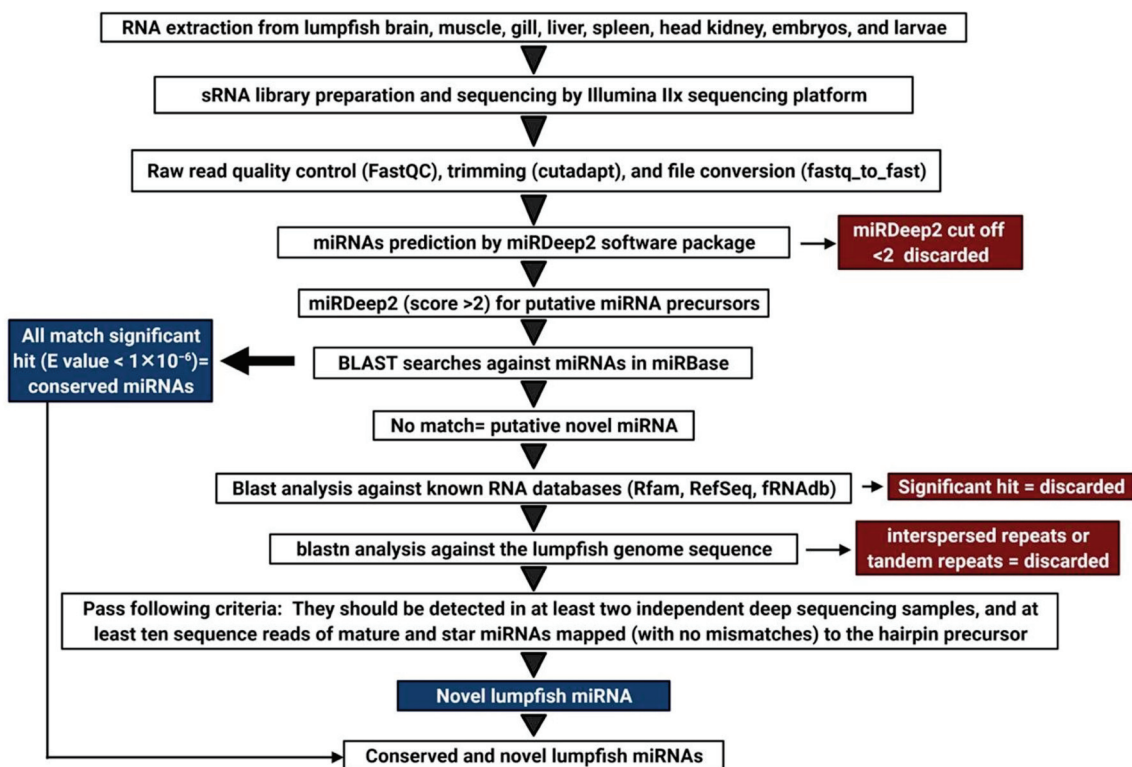 RNA extraction from lumpfish brain, muscle, gill, liver, spleen, head kidney, embryos, and larvae
sRNA library preparation and sequencing by Illumina IIx sequencing platform
Raw read quality control (FastQC), trimming (cutadapt), and file conversion (fastq_to_fast)
miRNAs prediction by miRDeep2 software package
miRDeep2 cut off
<2 discarded
miRDeep2 (score >2) for putative miRNA precursors
All match significant
hit (E value < 1×10⁻⁶)=
conserved miRNAs
BLAST searches against miRNAs in miRBase
No match= putative novel miRNA
Blast analysis against known RNA databases (Rfam, RefSeq, fRNAdb)
Significant hit = discarded
blastn analysis against the lumpfish genome sequence
interspersed repeats or
tandem repeats = discarded
Pass following criteria: They should be detected in at least two independent deep sequencing samples, and at
least ten sequence reads of mature and star miRNAs mapped (with no mismatches) to the hairpin precursor
Novel lumpfish miRNA
Conserved and novel lumpfish miRNAs